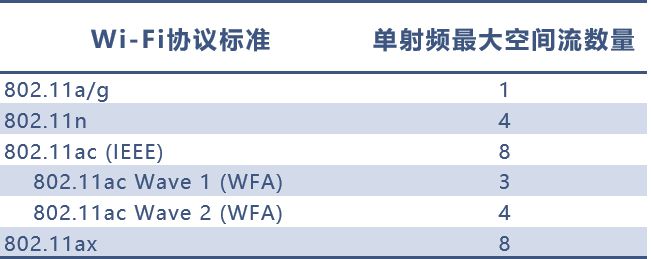 Wi-Fi协议标准 单射频最大空间流数量
802.11a/g 1
802.11n 4
802.11ac (IEEE) 8
802.11ac Wave 1 (WFA) 3
802.11ac Wave 2 (WFA) 4
802.11ax 8